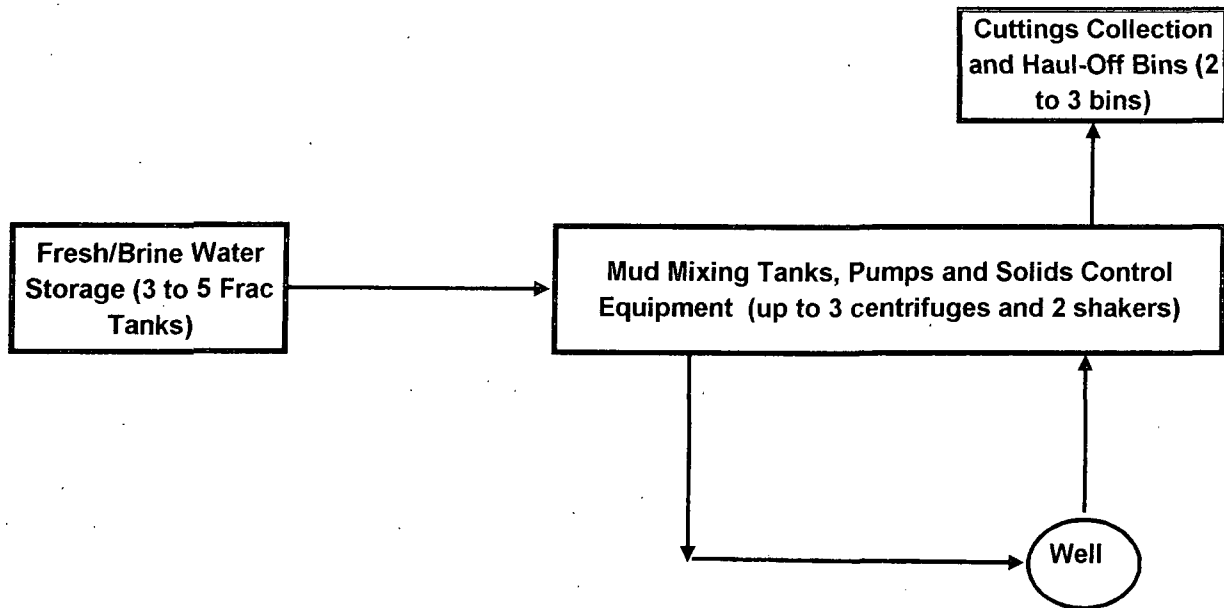 Cuttings Collection
and Haul-Off Bins (2
to 3 bins)
Fresh/Brine Water
Storage (3 to 5 Frac
Tanks)
Mud Mixing Tanks, Pumps and Solids Control
Equipment (up to 3 centrifuges and 2 shakers)
Well